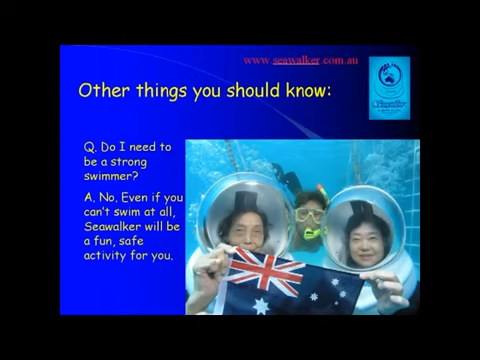 www.seawalker.com.au
Other things you should know:
Seawalker
Q. Do I need to
be a strong
swimmer?
A. No. Even if you
can't swim at all,
Seawalker will be
a fun, safe
activity for you.